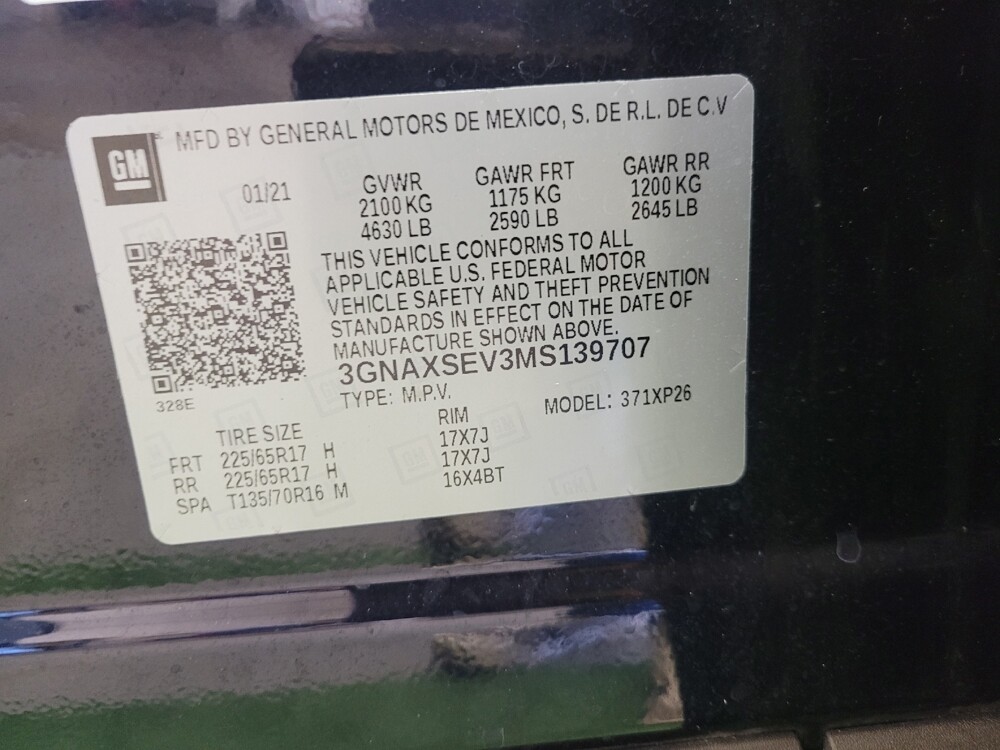 GM
MFD BY GENERAL MOTORS DE MEXICO, S. DE R.L. DE C.V
01/21
GVWR GAWR FRT GAWR RR
2100 KG 1175 KG 1200 KG
4630 LB 2590 LB 2645 LB
THIS VEHICLE CONFORMS TO ALL
APPLICABLE U.S. FEDERAL MOTOR
VEHICLE SAFETY AND THEFT PREVENTION
STANDARDS IN EFFECT ON THE DATE OF
MANUFACTURE SHOWN ABOVE.
3GNAXSEV3MS139707
328E
TYPE: M.P.V. MODEL: 371XP26
TIRE SIZE RIM
FRT 225/65R17 H 17X7J
RR 225/65R17 H 17X7J
SPA T135/70R16 M 16X4BT